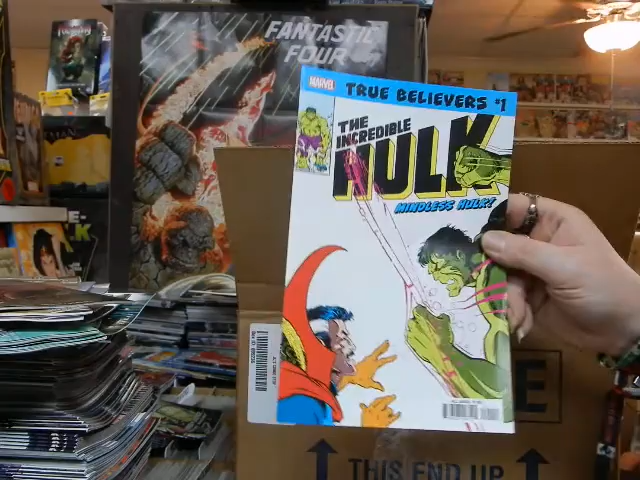 FANTASTIC
FOUR
MARVEL
TRUE BELIEVERS #1
THE
INCREDIBLE
HULK
MINDLESS HULK!
THIS END UP